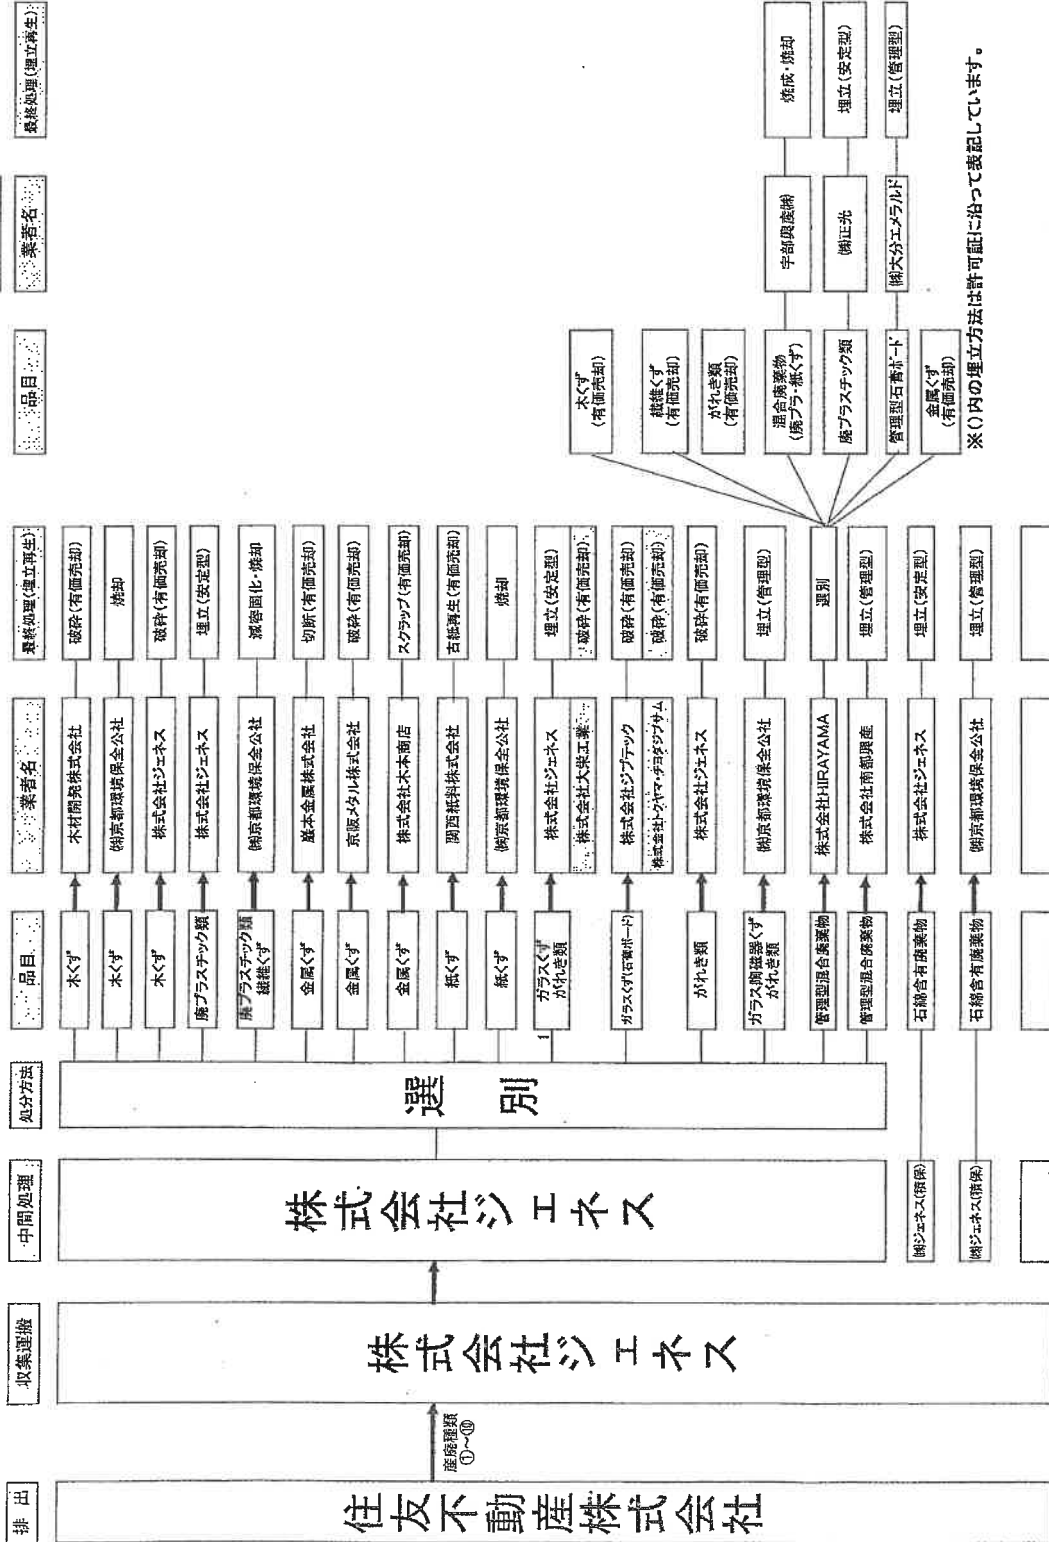 排出
収集運搬
中間処理
処分方法
品目
業者名
最終処理(埋立再生)
品目
業者名
最終処理(埋立再生)
住友不動産株式会社
産廃種類
①~⑩
株式会社ジェネス
株式会社ジェネス
選別
木くず
木材開発株式会社
破砕(有価売却)
木くず
㈱京都環境保全公社
焼却
木くず
株式会社ジェネス
破砕(有価売却)
廃プラスチック類
株式会社ジェネス
埋立(安定型)
廃プラスチック類
繊維くず
㈱京都環境保全公社
減容固化・焼却
金属くず
巌本金属株式会社
切断(有価売却)
金属くず
京阪メタル株式会社
破砕(有価売却)
金属くず
株式会社木本商店
スクラップ(有価売却)
紙くず
関西紙料株式会社
古紙再生(有価売却)
紙くず
㈱京都環境保全公社
焼却
1
ガラスくず
がれき類
株式会社ジェネス
埋立(安定型)
株式会社大栄工業
破砕(有価売却)
ガラスくず(石膏ボード)
株式会社ジプテック
破砕(有価売却)
株式会社トクヤマ・チヨダジプサム
破砕(有価売却)
がれき類
株式会社ジェネス
破砕(有価売却)
ガラス陶磁器くず
がれき類
㈱京都環境保全公社
埋立(管理型)
管理型混合廃棄物
株式会社HIRAYAMA
選別
管理型混合廃棄物
株式会社南都興産
埋立(管理型)
㈱ジェネス(積保)
石綿含有廃棄物
株式会社ジェネス
埋立(安定型)
㈱ジェネス(積保)
石綿含有廃棄物
㈱京都環境保全公社
埋立(管理型)
木くず
(有価売却)
繊維くず
(有価売却)
がれき類
(有価売却)
混合廃棄物
(廃プラ・紙くず)
宇部興産㈱
焼成・焼却
廃プラスチック類
㈱正光
埋立(安定型)
管理型石膏ボード
㈱大分エメラルド
埋立(管理型)
金属くず
(有価売却)
※()内の埋立方法は許可証に沿って表記しています。